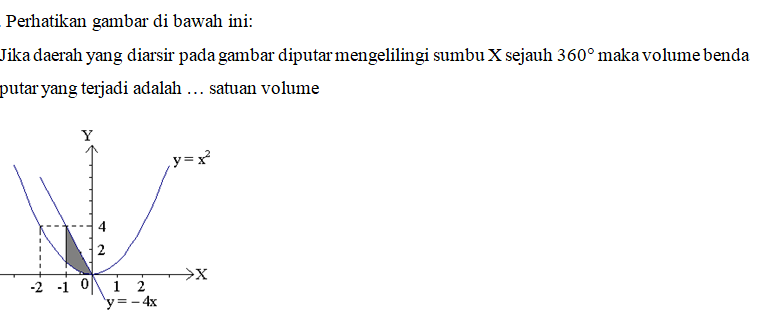 . Perhatikan gambar di bawah ini:
Jika daerah yang diarsir pada gambar diputar mengelilingi sumbu X sejauh 360° maka volume benda
putar yang terjadi adalah … satuan volume
Y
y = x²
4
2
X
-2 -1 0 1 2
y = – 4x